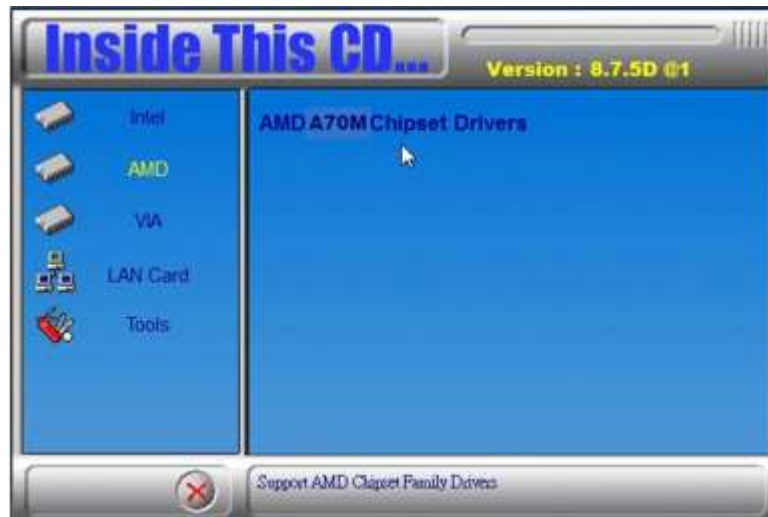 Inside This CD...
Version : 8.7.5D @1
Intel
AMD
VIA
LAN Card
Tools
AMD A70M Chipset Drivers
Support AMD Chipset Family Drivers